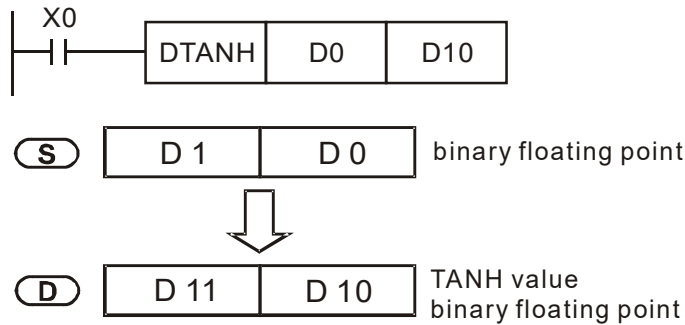 X0
DTANH D0 D10
S D 1 D 0 binary floating point
D D 11 D 10 TANH value
binary floating point